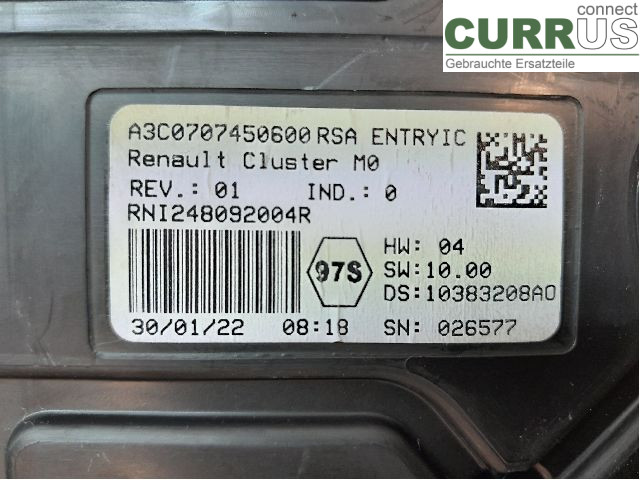 connect
CURRUS
Gebrauchte Ersatzteile
A3C0707450600 RSA ENTRYIC
Renault Cluster M0
REV.: 01 IND.: 0
RNI248092004R
97S
HW: 04
SW:10.00
DS:10383208AO
30/01/22 08:18 SN: 026577